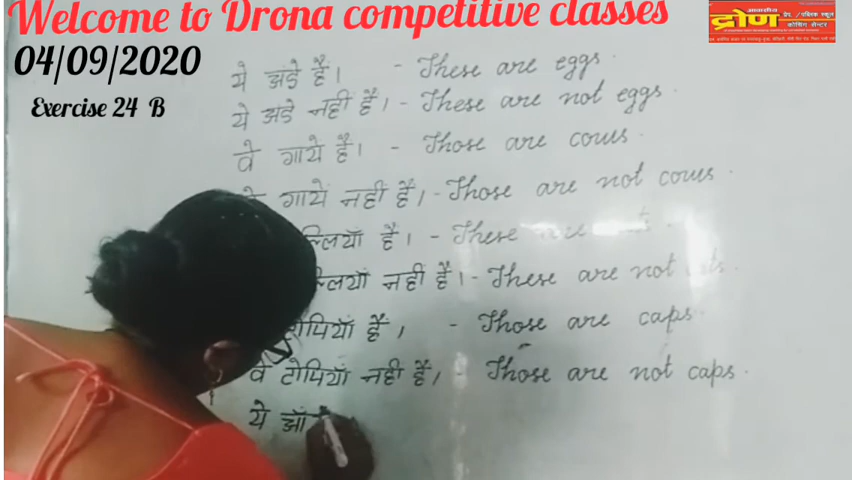 Welcome to Drona competitive classes
04/09/2020
Exercise 24 B
द्रोण
ये अंडे हैं। - These are eggs.
ये अंडे नहीं हैं। - These are not eggs.
वे गायें हैं। - Those are cows.
गायें नहीं हैं। - Those are not cows.
हैं। - These are
नहीं हैं। - These are not
हैं। - Those are caps.
वे टोपियाँ नहीं हैं। - Those are not caps.
ये